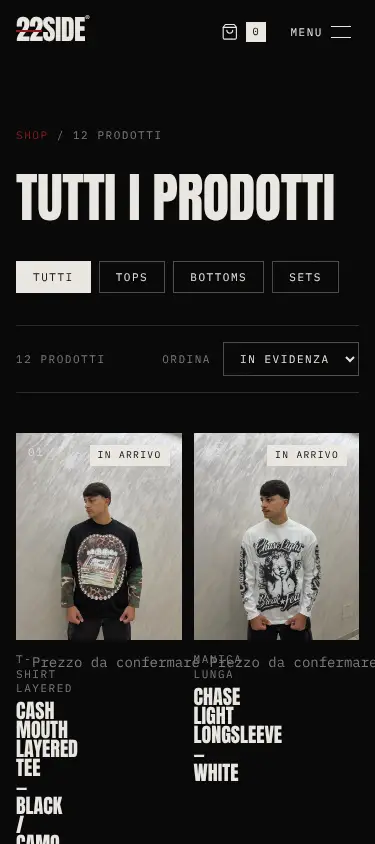 22SIDE®
0
MENU
SHOP / 12 PRODOTTI
TUTTI I PRODOTTI
TUTTI
TOPS
BOTTOMS
SETS
12 PRODOTTI
ORDINA
IN EVIDENZA
01
IN ARRIVO
IN ARRIVO
T-
SHIRT
LAYERED
Prezzo da confermare
CASH
MOUTH
LAYERED
TEE
—
BLACK
/
CAMO
Chase Light
MANICA
LUNGA
Prezzo da confermare
CHASE
LIGHT
LONGSLEEVE
—
WHITE